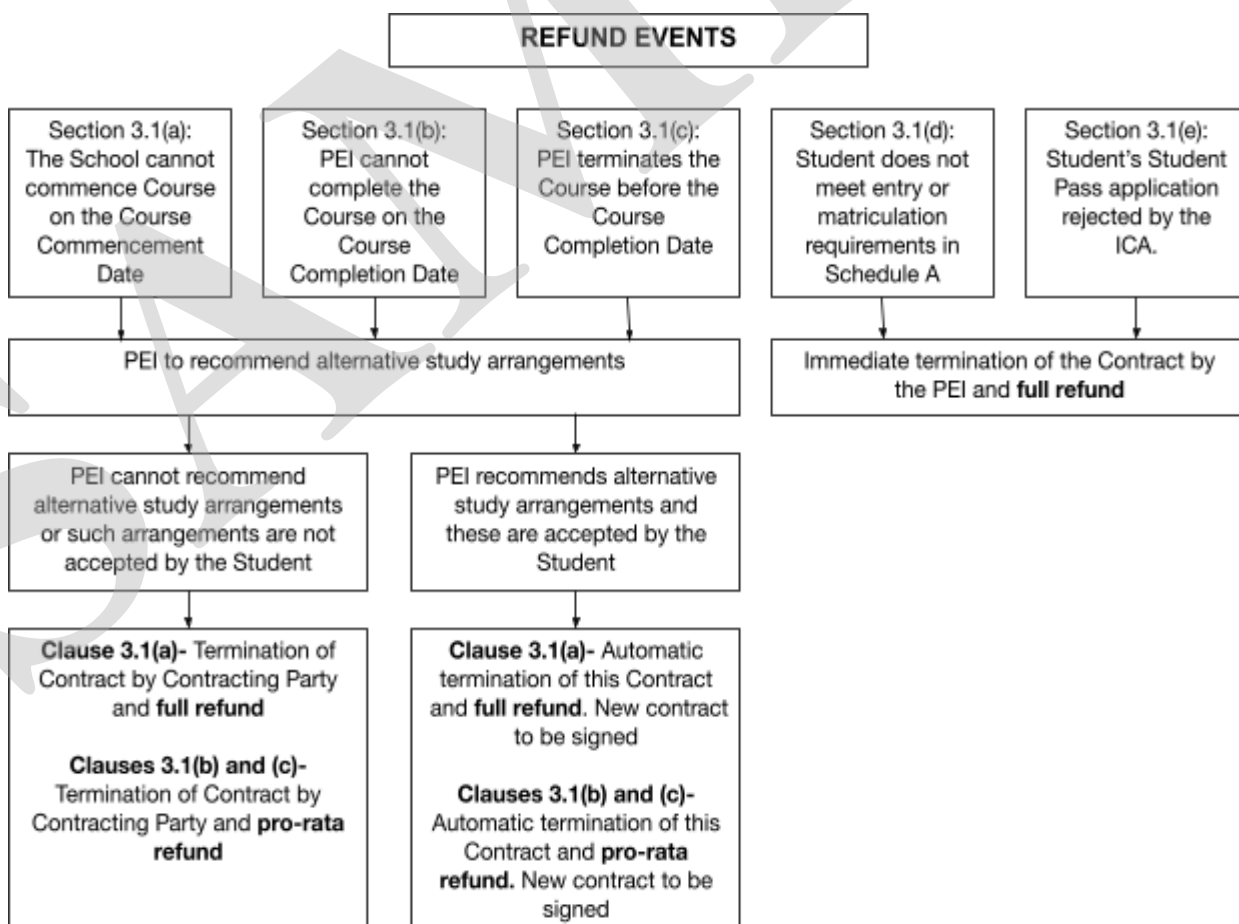 REFUND EVENTS
Section 3.1(a):
The School cannot
commence Course
on the Course
Commencement
Date
Section 3.1(b):
PEI cannot
complete the
Course on the
Course
Completion Date
Section 3.1(c):
PEI terminates the
Course before the
Course
Completion Date
Section 3.1(d):
Student does not
meet entry or
matriculation
requirements in
Schedule A
Section 3.1(e):
Student's Student
Pass application
rejected by the
ICA.
PEI to recommend alternative study arrangements
Immediate termination of the Contract by
the PEI and full refund
PEI cannot recommend
alternative study arrangements
or such arrangements are not
accepted by the Student
PEI recommends alternative
study arrangements and
these are accepted by the
Student
Clause 3.1(a)- Termination of
Contract by Contracting Party
and full refund
Clauses 3.1(b) and (c)-
Termination of Contract by
Contracting Party and pro-rata
refund
Clause 3.1(a)- Automatic
termination of this Contract
and full refund. New contract
to be signed
Clauses 3.1(b) and (c)-
Automatic termination of this
Contract and pro-rata
refund. New contract to be
signed